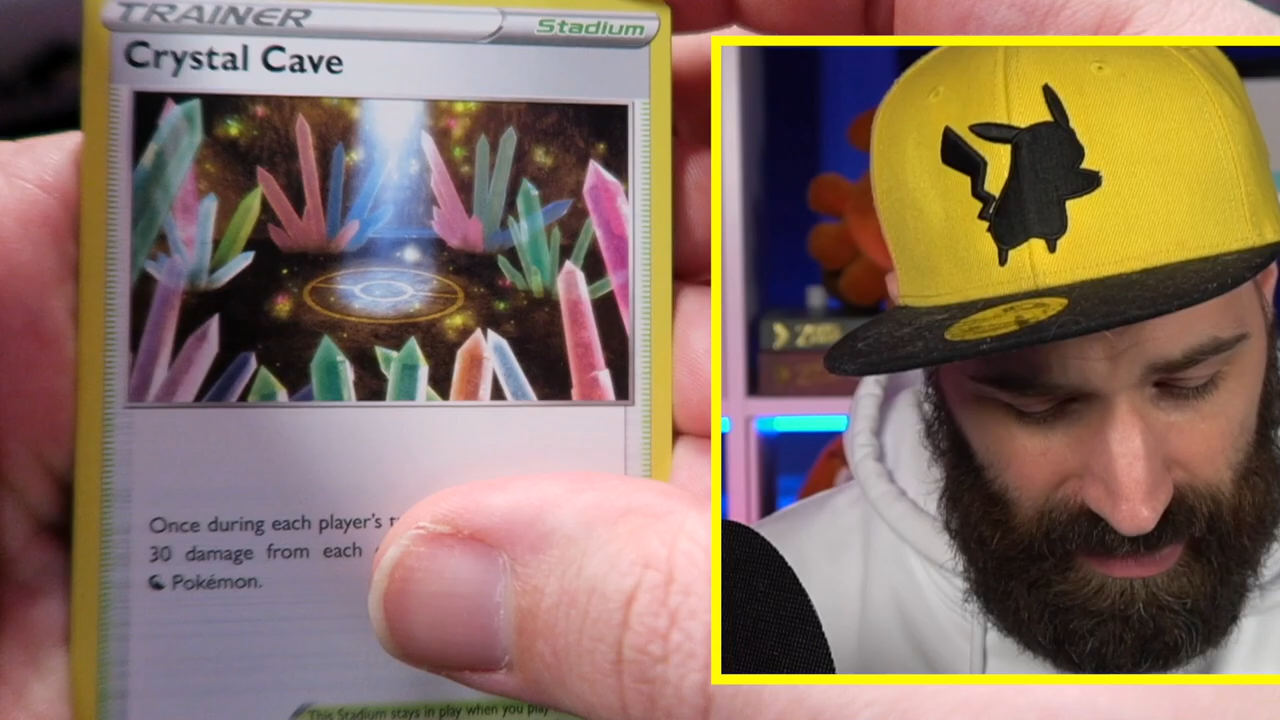 TRAINER
Stadium
Crystal Cave
Once during each player's
30 damage from each
Pokémon.
This Stadium stays in play when you play